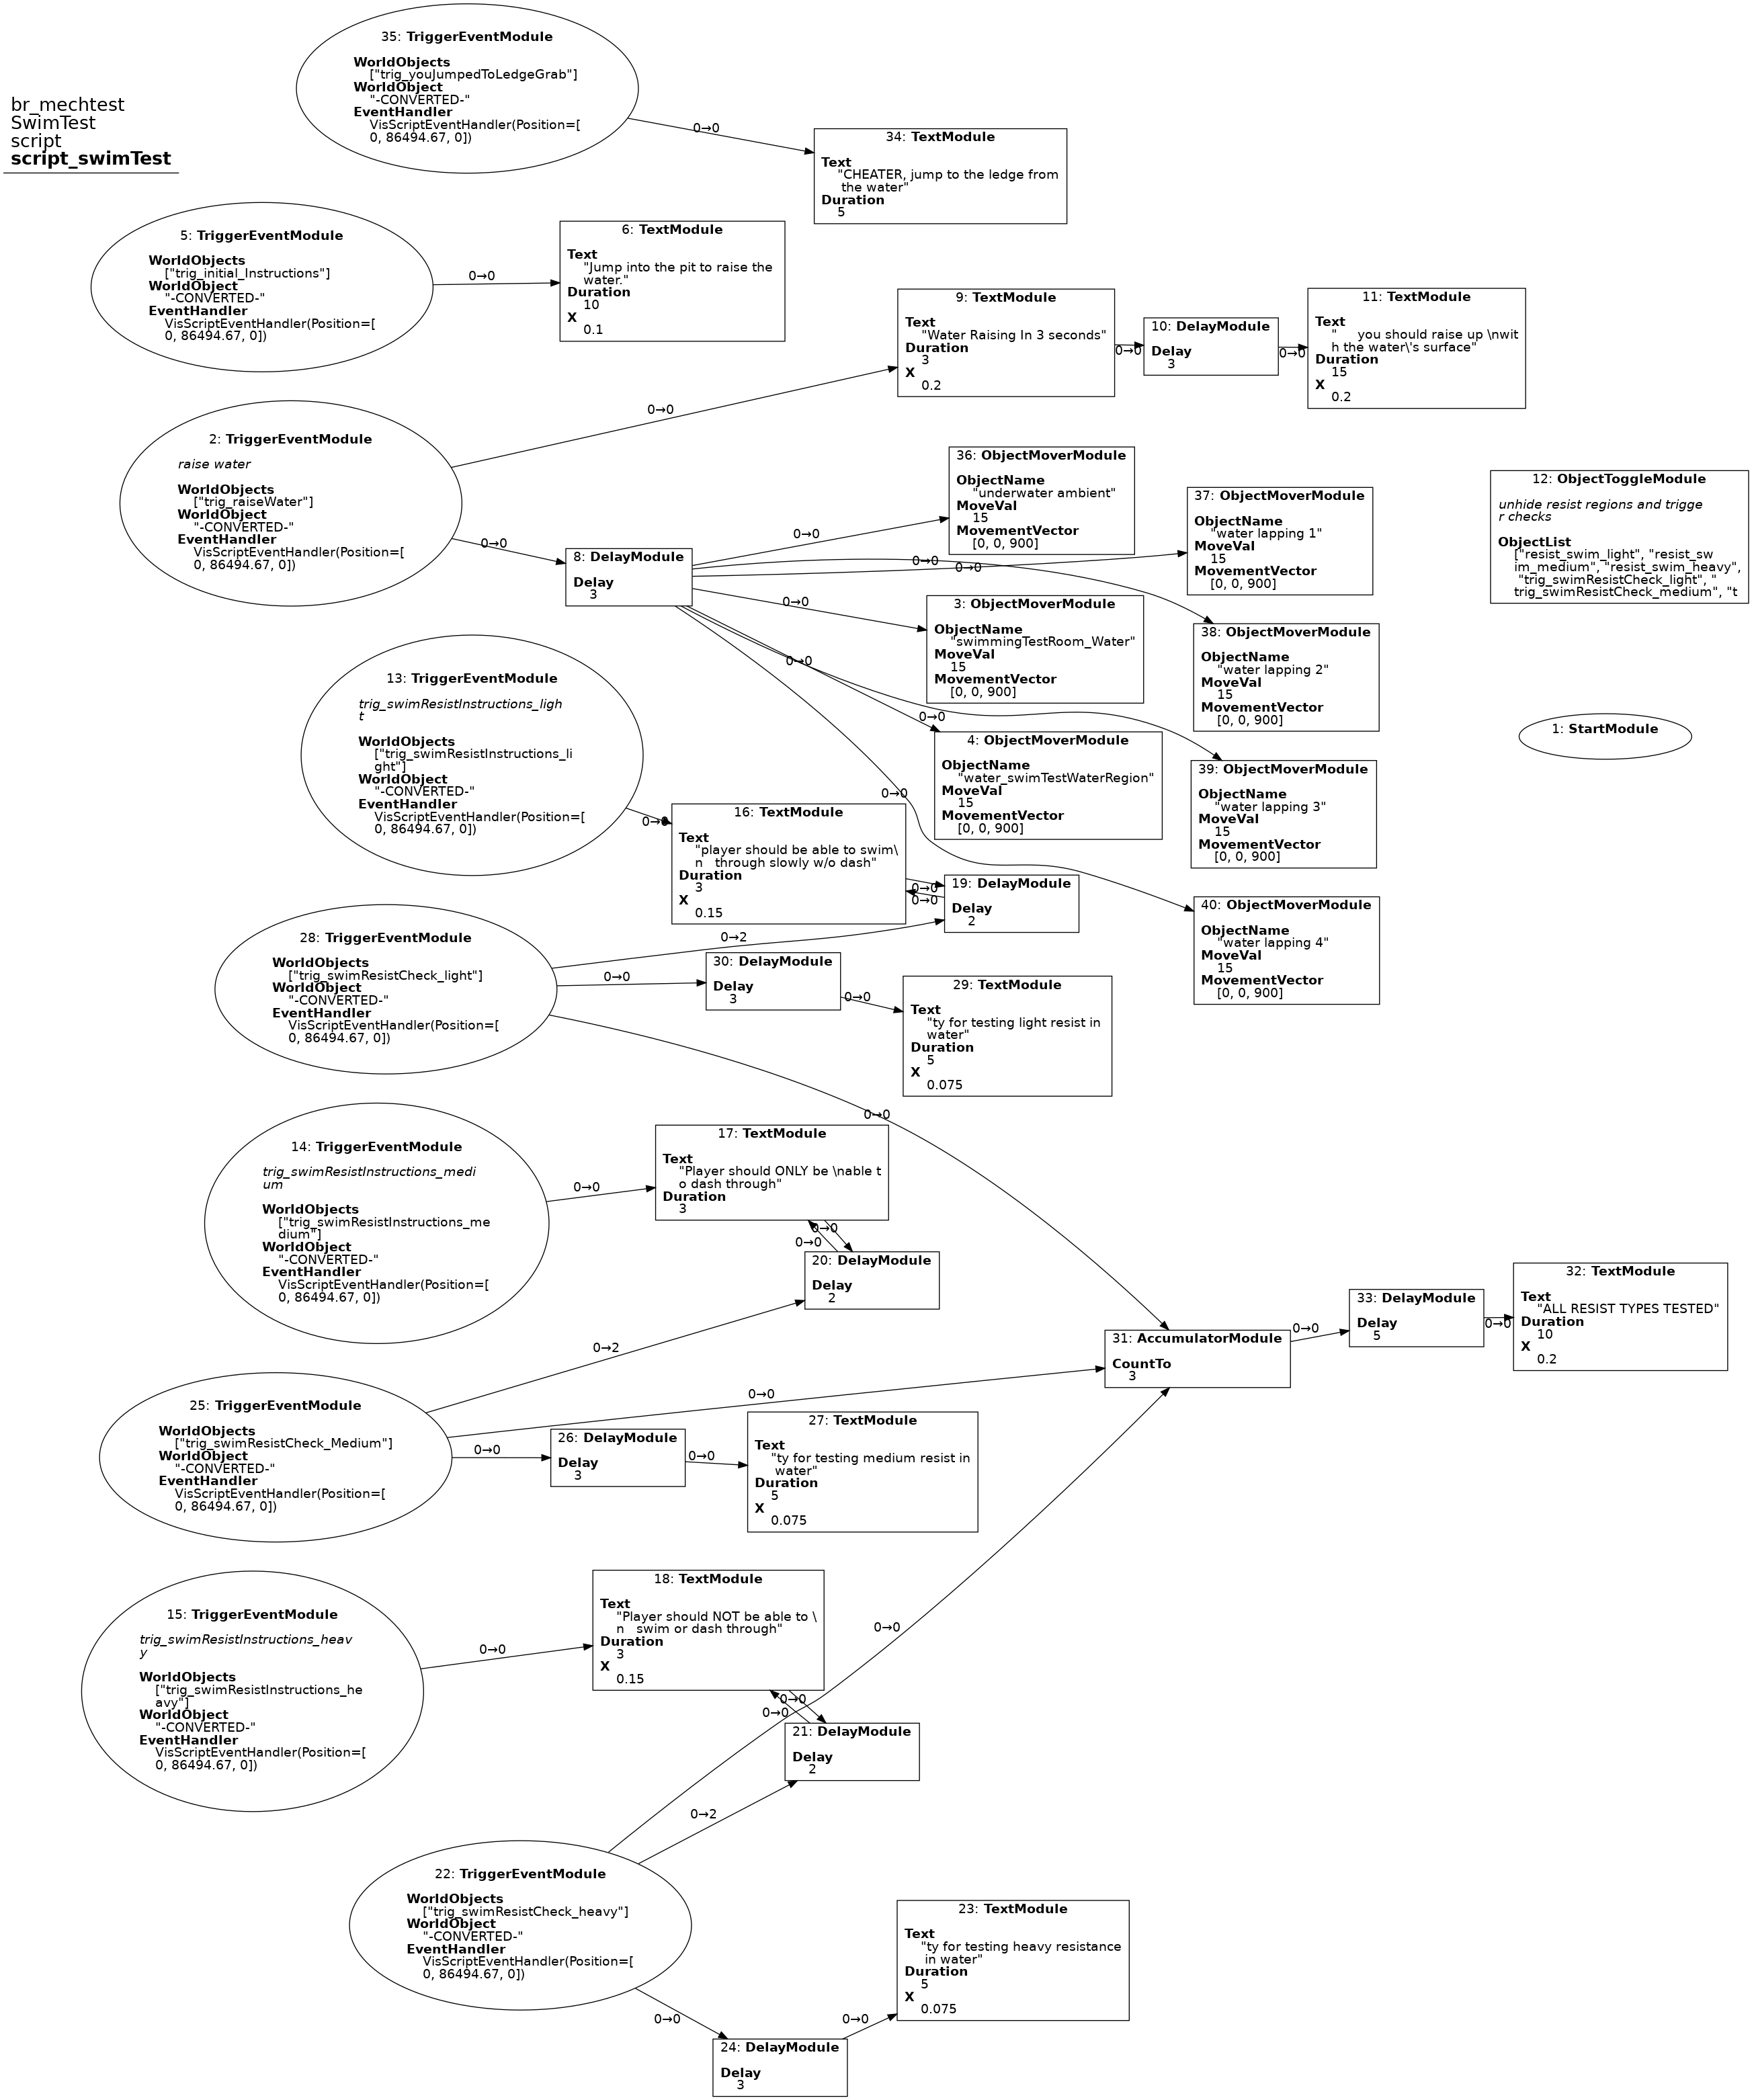 35: TriggerEventModule
WorldObjects
["trig_youJumpedToLedgeGrab"]
WorldObject
"-CONVERTED-"
EventHandler
VisScriptEventHandler(Position=[
0, 86494.67, 0])
br_mechtest
SwimTest
script
script_swimTest
0→0
34: TextModule
Text
"CHEATER, jump to the ledge from
the water"
Duration
5
5: TriggerEventModule
WorldObjects
["trig_initial_Instructions"]
WorldObject
"-CONVERTED-"
EventHandler
VisScriptEventHandler(Position=[
0, 86494.67, 0])
0→0
6: TextModule
Text
"Jump into the pit to raise the
water."
Duration
10
X
0.1
9: TextModule
Text
"Water Raising In 3 seconds"
Duration
3
X
0.2
0→0
10: DelayModule
Delay
3
0→0
11: TextModule
Text
"     you should raise up \nwit
h the water\'s surface"
Duration
15
X
0.2
2: TriggerEventModule
raise water
WorldObjects
["trig_raiseWater"]
WorldObject
"-CONVERTED-"
EventHandler
VisScriptEventHandler(Position=[
0, 86494.67, 0])
0→0
0→0
8: DelayModule
Delay
3
0→0
36: ObjectMoverModule
ObjectName
"underwater ambient"
MoveVal
15
MovementVector
[0, 0, 900]
0→0
0→0
37: ObjectMoverModule
ObjectName
"water lapping 1"
MoveVal
15
MovementVector
[0, 0, 900]
12: ObjectToggleModule
unhide resist regions and trigge
r checks
ObjectList
["resist_swim_light", "resist_sw
im_medium", "resist_swim_heavy",
"trig_swimResistCheck_light", "
trig_swimResistCheck_medium", "t
0→0
3: ObjectMoverModule
ObjectName
"swimmingTestRoom_Water"
MoveVal
15
MovementVector
[0, 0, 900]
38: ObjectMoverModule
ObjectName
"water lapping 2"
MoveVal
15
MovementVector
[0, 0, 900]
1: StartModule
0→0
0→0
4: ObjectMoverModule
ObjectName
"water_swimTestWaterRegion"
MoveVal
15
MovementVector
[0, 0, 900]
39: ObjectMoverModule
ObjectName
"water lapping 3"
MoveVal
15
MovementVector
[0, 0, 900]
0→0
40: ObjectMoverModule
ObjectName
"water lapping 4"
MoveVal
15
MovementVector
[0, 0, 900]
13: TriggerEventModule
trig_swimResistInstructions_ligh
t
WorldObjects
["trig_swimResistInstructions_li
ght"]
WorldObject
"-CONVERTED-"
EventHandler
VisScriptEventHandler(Position=[
0, 86494.67, 0])
0→0
16: TextModule
Text
"player should be able to swim\
n   through slowly w/o dash"
Duration
3
X
0.15
0→0
0→0
19: DelayModule
Delay
2
28: TriggerEventModule
WorldObjects
["trig_swimResistCheck_light"]
WorldObject
"-CONVERTED-"
EventHandler
VisScriptEventHandler(Position=[
0, 86494.67, 0])
0→2
0→0
30: DelayModule
Delay
3
0→0
29: TextModule
Text
"ty for testing light resist in
water"
Duration
5
X
0.075
0→0
14: TriggerEventModule
trig_swimResistInstructions_medi
um
WorldObjects
["trig_swimResistInstructions_me
dium"]
WorldObject
"-CONVERTED-"
EventHandler
VisScriptEventHandler(Position=[
0, 86494.67, 0])
0→0
17: TextModule
Text
"Player should ONLY be \nable t
o dash through"
Duration
3
0→0
0→0
20: DelayModule
Delay
2
0→2
25: TriggerEventModule
WorldObjects
["trig_swimResistCheck_Medium"]
WorldObject
"-CONVERTED-"
EventHandler
VisScriptEventHandler(Position=[
0, 86494.67, 0])
0→0
0→0
26: DelayModule
Delay
3
0→0
27: TextModule
Text
"ty for testing medium resist in
water"
Duration
5
X
0.075
31: AccumulatorModule
CountTo
3
0→0
33: DelayModule
Delay
5
0→0
32: TextModule
Text
"ALL RESIST TYPES TESTED"
Duration
10
X
0.2
15: TriggerEventModule
trig_swimResistInstructions_heav
y
WorldObjects
["trig_swimResistInstructions_he
avy"]
WorldObject
"-CONVERTED-"
EventHandler
VisScriptEventHandler(Position=[
0, 86494.67, 0])
0→0
18: TextModule
Text
"Player should NOT be able to \
n   swim or dash through"
Duration
3
X
0.15
0→0
0→0
0→0
21: DelayModule
Delay
2
0→2
22: TriggerEventModule
WorldObjects
["trig_swimResistCheck_heavy"]
WorldObject
"-CONVERTED-"
EventHandler
VisScriptEventHandler(Position=[
0, 86494.67, 0])
0→0
24: DelayModule
Delay
3
0→0
23: TextModule
Text
"ty for testing heavy resistance
in water"
Duration
5
X
0.075